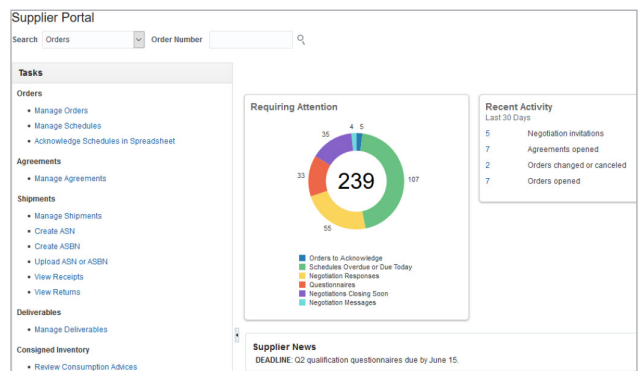 Supplier Portal
Search Orders Order Number
Tasks
Orders
• Manage Orders
• Manage Schedules
• Acknowledge Schedules in Spreadsheet
Agreements
• Manage Agreements
Shipments
• Manage Shipments
• Create ASN
• Create ASBN
• Upload ASN or ASBN
• View Receipts
• View Returns
Deliverables
• Manage Deliverables
Consigned Inventory
• Review Consumption Advices
Requiring Attention
4 5
35
33
239
107
55
Orders to Acknowledge
Schedules Overdue or Due Today
Negotiation Responses
Questionnaires
Negotiations Closing Soon
Negotiation Messages
Recent Activity
Last 30 Days
5 Negotiation invitations
7 Agreements opened
2 Orders changed or canceled
7 Orders opened
Supplier News
DEADLINE: Q2 qualification questionnaires due by June 15.